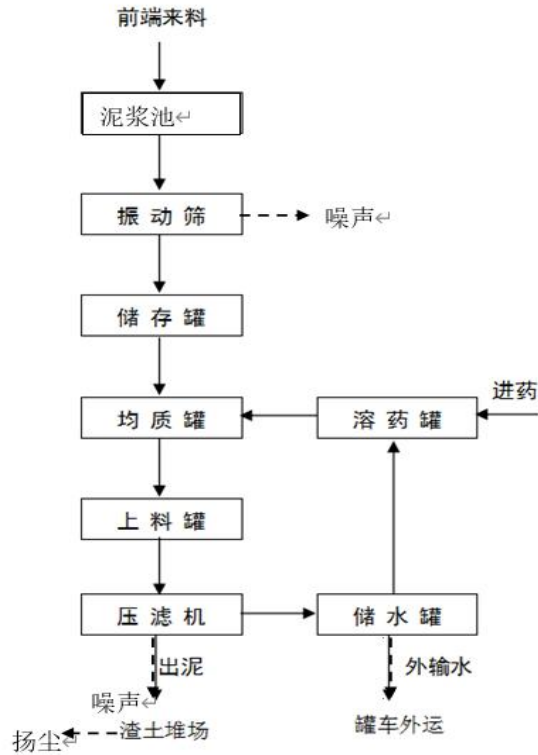 前端来料
泥浆池↵
振动筛
噪声↵
储存罐
进药
均质罐
溶药罐
上料罐
压滤机
储水罐
出泥
外输水
噪声
扬尘↵
渣土堆场
罐车外运